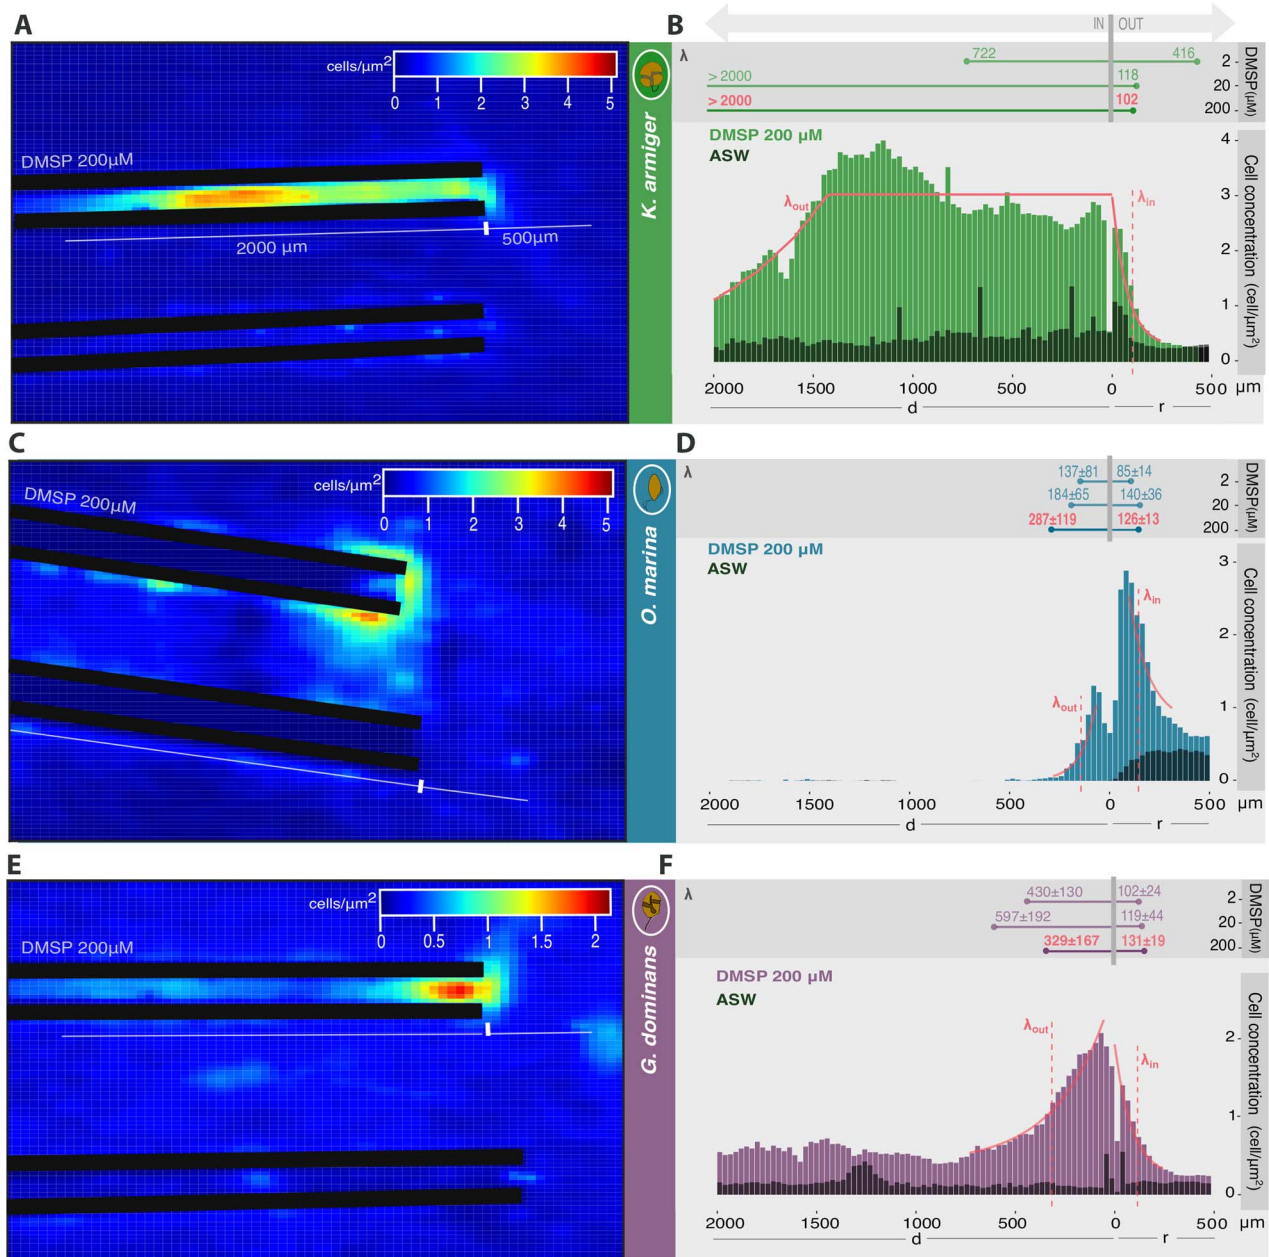 A
cells/μm2
0 1 2 3 4 5
DMSP 200μM
2000 μm
500μm
K. armiger
B
IN OUT
λ
722 416
> 2000 118
> 2000 102
2
20
200
DMSP(μM)
DMSP 200 μM
ASW
λout
λin
4
3
2
1
0
Cell concentration (cell/μm2)
2000 1500 1000 500 0 500 μm
d r
C
cells/μm2
0 1 2 3 4 5
DMSP 200μM
O. marina
D
λ
137±81 85±14
184±65 140±36
287±119 126±13
2
20
200
DMSP(μM)
DMSP 200 μM
ASW
λout
λin
3
2
1
0
Cell concentration (cell/μm2)
2000 1500 1000 500 0 500 μm
d r
E
cells/μm2
0 0.5 1 1.5 2
DMSP 200μM
G. dominans
F
λ
430±130 102±24
597±192 119±44
329±167 131±19
2
20
200
DMSP(μM)
DMSP 200 μM
ASW
λout
λin
2
1
0
Cell concentration (cell/μm2)
2000 1500 1000 500 0 500 μm
d r